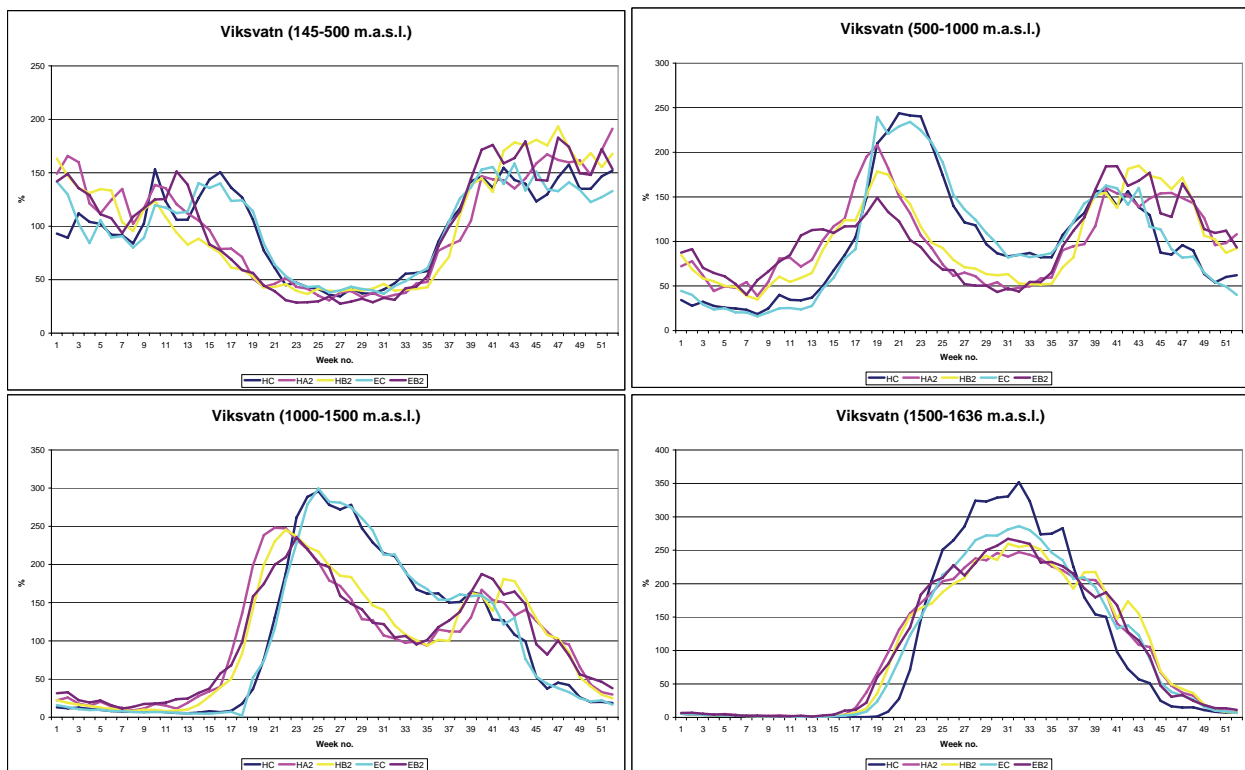 Viksvatn (145-500 m.a.s.l.)
250
200
150
100
50
0
%
1 3 5 7 9 11 13 15 17 19 21 23 25 27 29 31 33 35 37 39 41 43 45 47 49 51
Week no.
HC HA2 HB2 EC EB2
Viksvatn (500-1000 m.a.s.l.)
300
250
200
150
100
50
0
%
1 3 5 7 9 11 13 15 17 19 21 23 25 27 29 31 33 35 37 39 41 43 45 47 49 51
Week no.
HC HA2 HB2 EC EB2
Viksvatn (1000-1500 m.a.s.l.)
350
300
250
200
150
100
50
0
%
1 3 5 7 9 11 13 15 17 19 21 23 25 27 29 31 33 35 37 39 41 43 45 47 49 51
Week no.
HC HA2 HB2 EC EB2
Viksvatn (1500-1636 m.a.s.l.)
400
350
300
250
200
150
100
50
0
%
1 3 5 7 9 11 13 15 17 19 21 23 25 27 29 31 33 35 37 39 41 43 45 47 49 51
Week no.
HC HA2 HB2 EC EB2